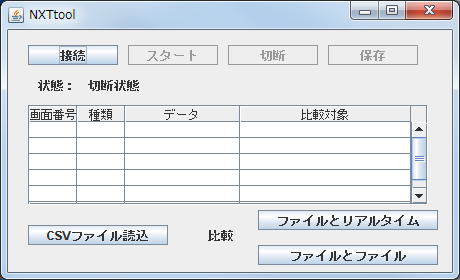 NXTtool
接続 スタート 切断 保存
状態： 切断状態
画面番号 種類 データ 比較対象
ファイルとリアルタイム
CSVファイル読込 比較
ファイルとファイル